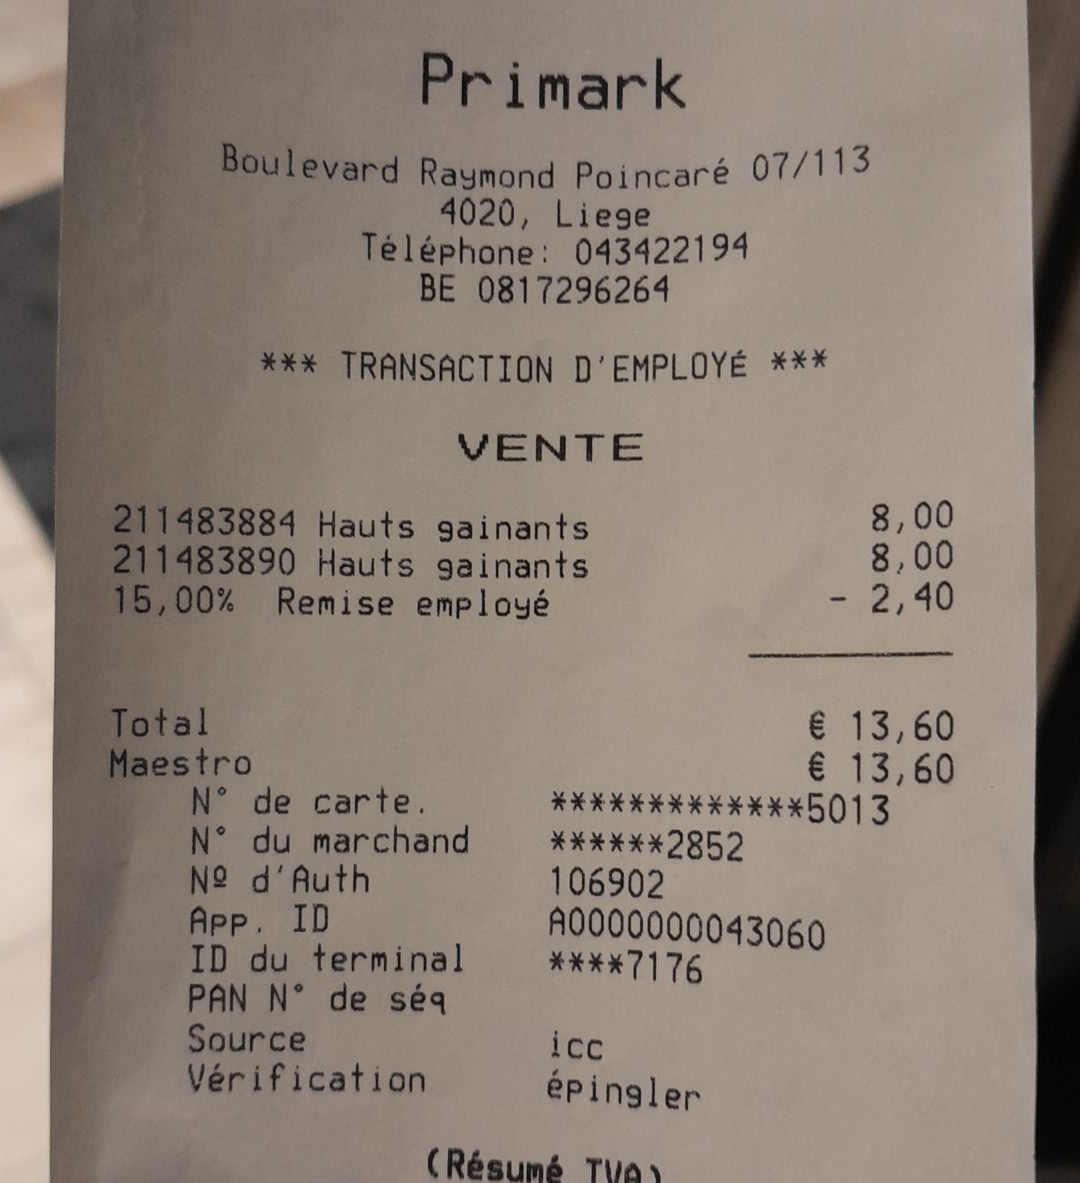 Primark
Boulevard Raymond Poincaré 07/113
4020, Liege
Téléphone: 043422194
BE 0817296264
*** TRANSACTION D'EMPLOYÉ ***
VENTE
211483884 Hauts gainants 8,00
211483890 Hauts gainants 8,00
15,00% Remise employé - 2,40
Total € 13,60
Maestro € 13,60
N° de carte. *************5013
N° du marchand ******2852
Nº d'Auth 106902
App. ID A0000000043060
ID du terminal ****7176
PAN N° de séq
Source icc
Vérification épingler
(Résumé TVA)